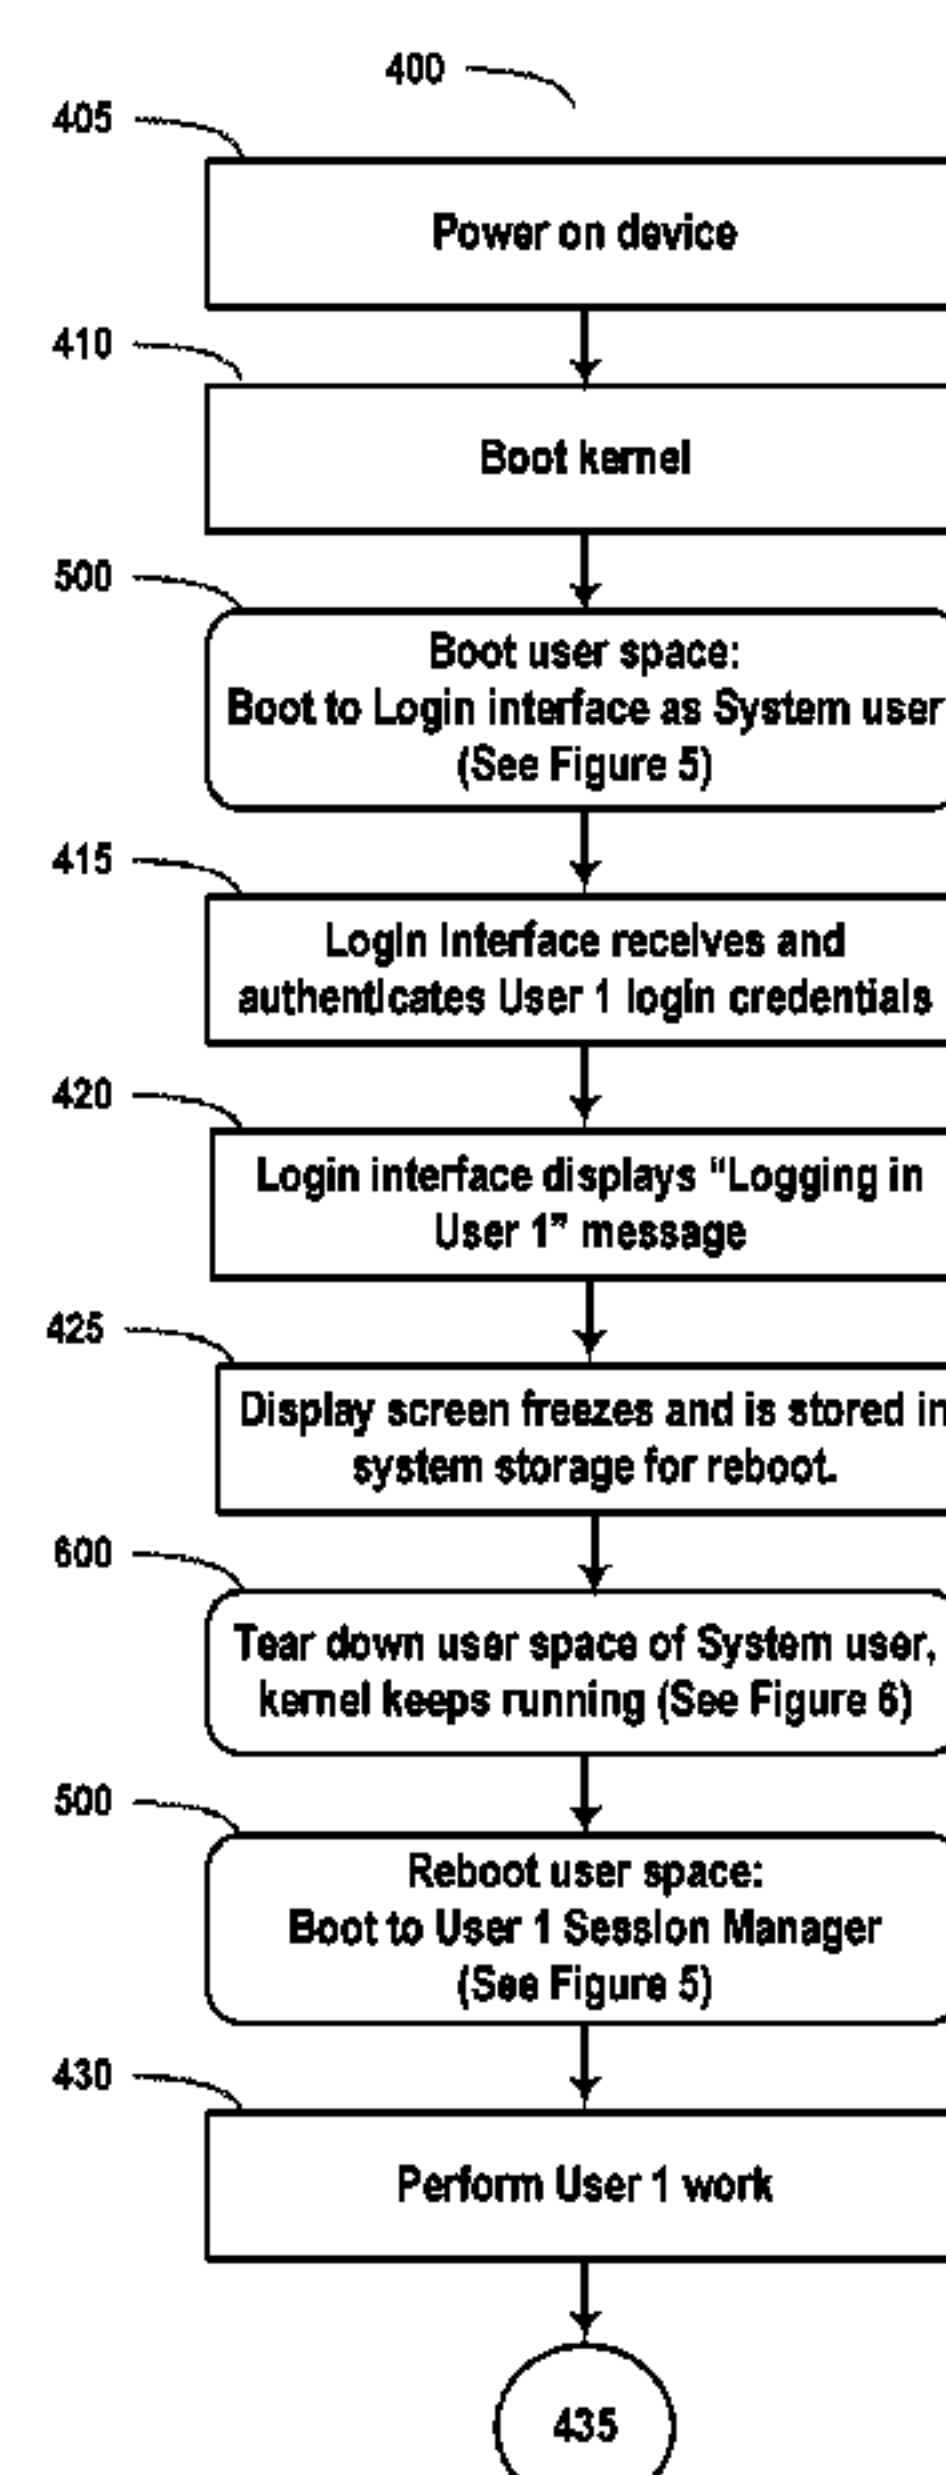 400
405
Power on device
410
Boot kernel
500
Boot user space:
Boot to Login interface as System user
(See Figure 5)
415
Login Interface receives and
authenticates User 1 login credentials
420
Login interface displays “Logging in
User 1” message
425
Display screen freezes and is stored in
system storage for reboot.
600
Tear down user space of System user,
kernel keeps running (See Figure 6)
500
Reboot user space:
Boot to User 1 Session Manager
(See Figure 5)
430
Perform User 1 work
435